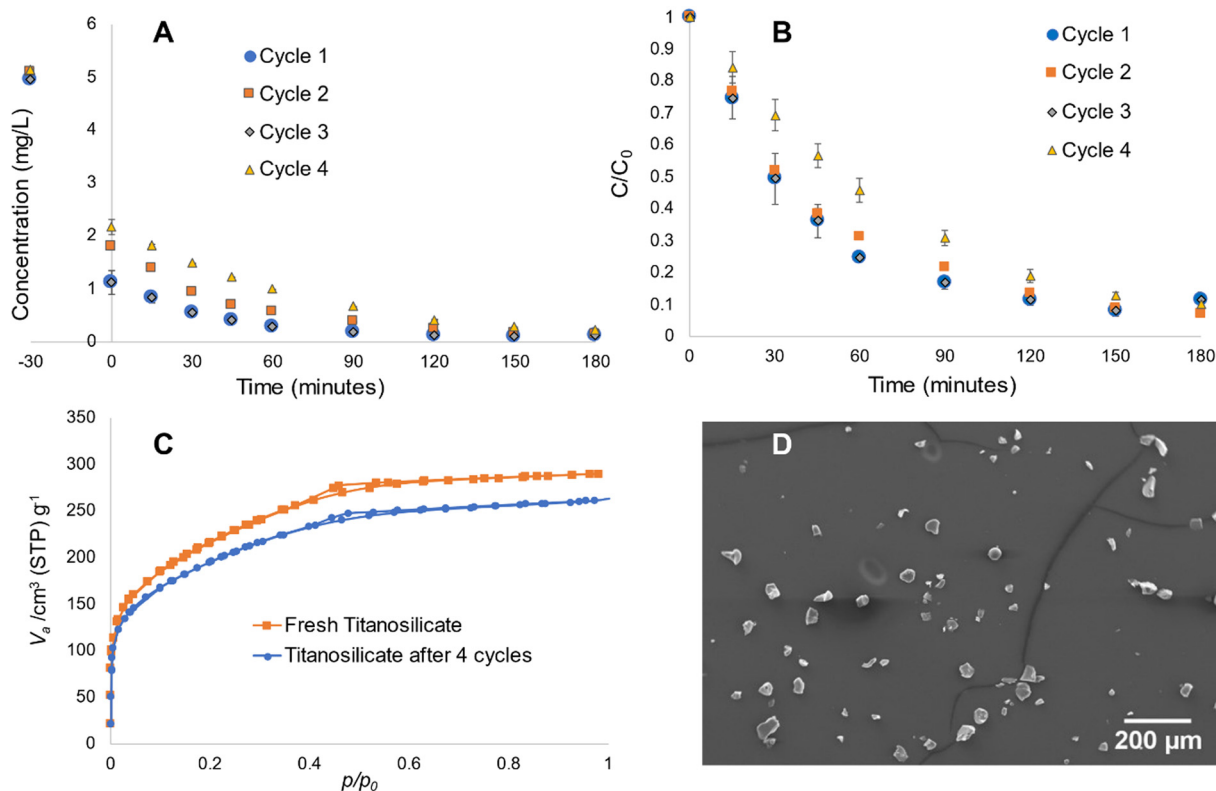 A
Cycle 1
Cycle 2
Cycle 3
Cycle 4
Concentration (mg/L)
6
5
4
3
2
1
0
-30 0 30 60 90 120 150 180
Time (minutes)
B
Cycle 1
Cycle 2
Cycle 3
Cycle 4
C/C₀
1
0.9
0.8
0.7
0.6
0.5
0.4
0.3
0.2
0.1
0
0 30 60 90 120 150 180
Time (minutes)
C
Fresh Titanosilicate
Titanosilicate after 4 cycles
Vₐ /cm³ (STP) g⁻¹
350
300
250
200
150
100
50
0
0 0.2 0.4 0.6 0.8 1
p/p₀
D
200 µm